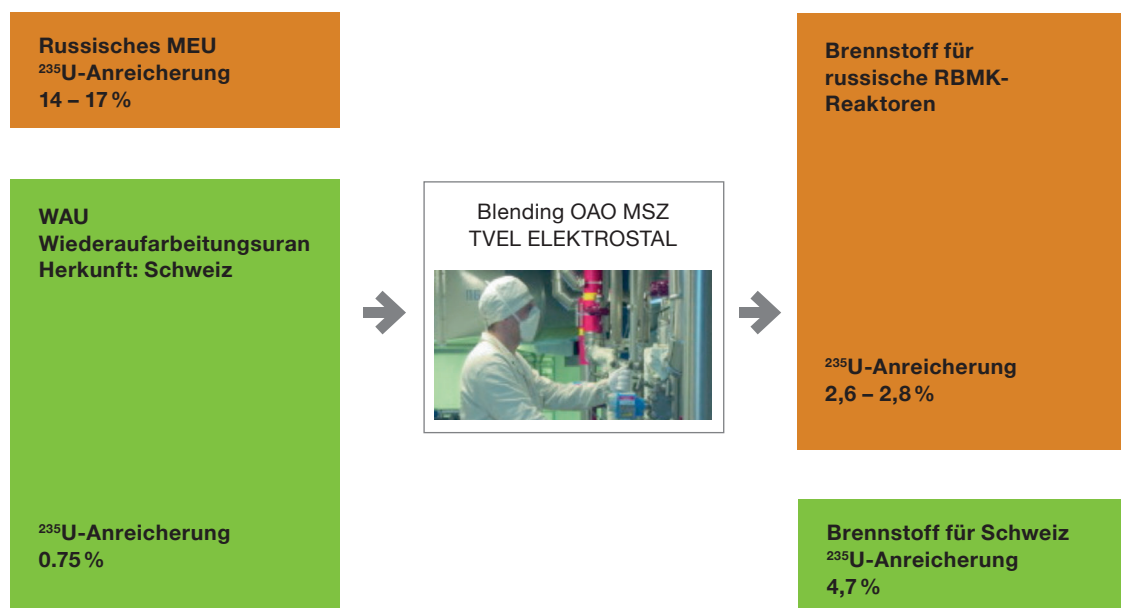 Russisches MEU
²³⁵U-Anreicherung
14 – 17 %
WAU
Wiederaufarbeitungsuran
Herkunft: Schweiz
²³⁵U-Anreicherung
0.75 %
Blending OAO MSZ
TVEL ELEKTROSTAL
Brennstoff für
russische RBMK-
Reaktoren
²³⁵U-Anreicherung
2,6 – 2,8 %
Brennstoff für Schweiz
²³⁵U-Anreicherung
4,7 %